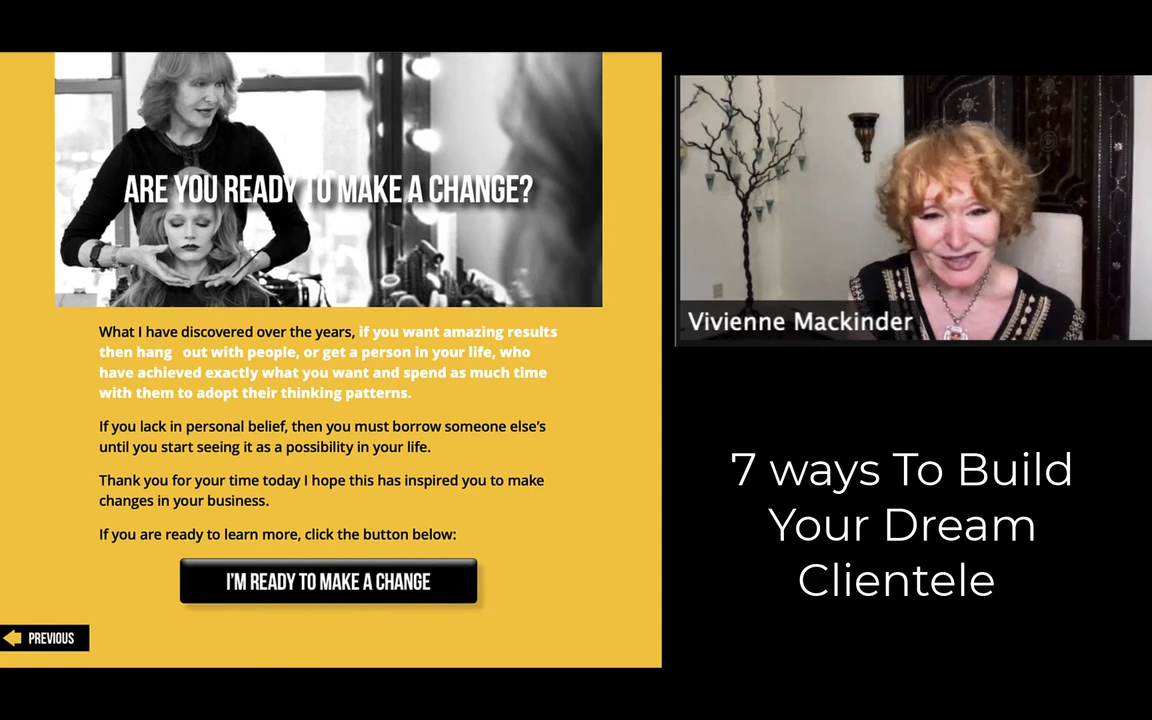 ARE YOU READY TO MAKE A CHANGE?
What I have discovered over the years, if you want amazing results
then hang out with people, or get a person in your life, who
have achieved exactly what you want and spend as much time
with them to adopt their thinking patterns.
If you lack in personal belief, then you must borrow someone else’s
until you start seeing it as a possibility in your life.
Thank you for your time today I hope this has inspired you to make
changes in your business.
If you are ready to learn more, click the button below:
I'M READY TO MAKE A CHANGE
PREVIOUS
Vivienne Mackinder
7 ways To Build
Your Dream
Clientele